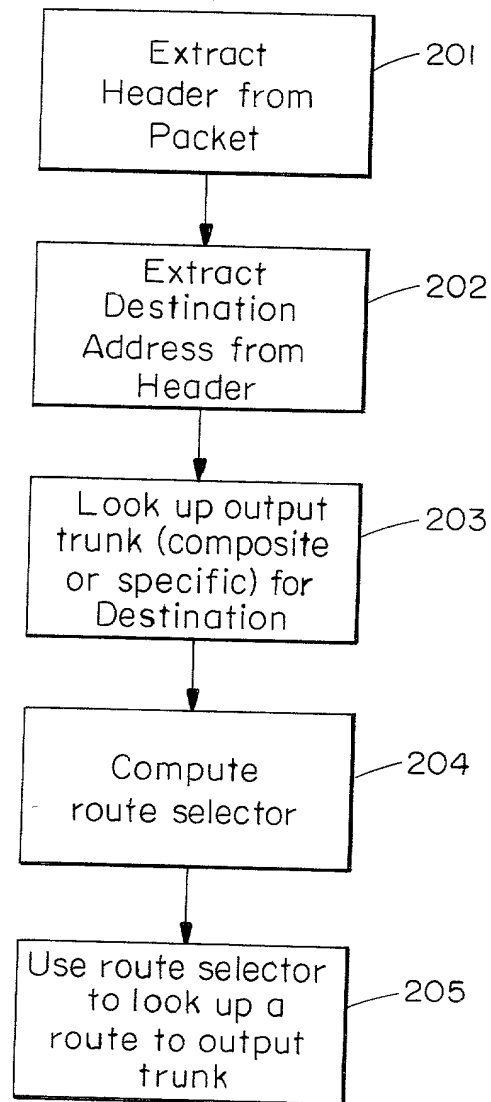 Extract
Header from
Packet
201
Extract
Destination
Address from
Header
202
Look up output
trunk (composite
or specific) for
Destination
203
Compute
route selector
204
Use route selector
to look up a
route to output
trunk
205